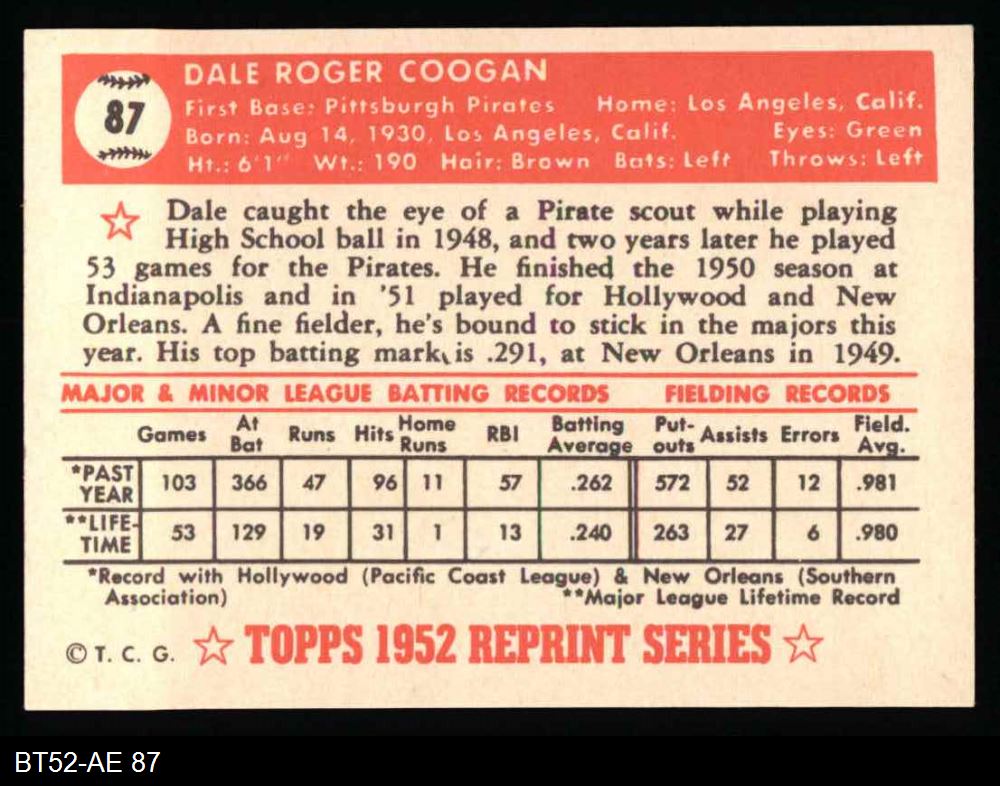 87
DALE ROGER COOGAN
First Base: Pittsburgh Pirates Home: Los Angeles, Calif.
Born: Aug 14, 1930, Los Angeles, Calif. Eyes: Green
Ht.: 6'1" Wt.: 190 Hair: Brown Bats: Left Throws: Left
Dale caught the eye of a Pirate scout while playing
High School ball in 1948, and two years later he played
53 games for the Pirates. He finished the 1950 season at
Indianapolis and in '51 played for Hollywood and New
Orleans. A fine fielder, he's bound to stick in the majors this
year. His top batting mark is .291, at New Orleans in 1949.
MAJOR & MINOR LEAGUE BATTING RECORDS FIELDING RECORDS
Games At Bat Runs Hits Home Runs RBI Batting Average Put-outs Assists Errors Field. Avg.
*PAST YEAR 103 366 47 96 11 57 .262 572 52 12 .981
**LIFE-TIME 53 129 19 31 1 13 .240 263 27 6 .980
*Record with Hollywood (Pacific Coast League) & New Orleans (Southern
Association) **Major League Lifetime Record
© T. C. G. ☆ TOPPS 1952 REPRINT SERIES ☆
BT52-AE 87